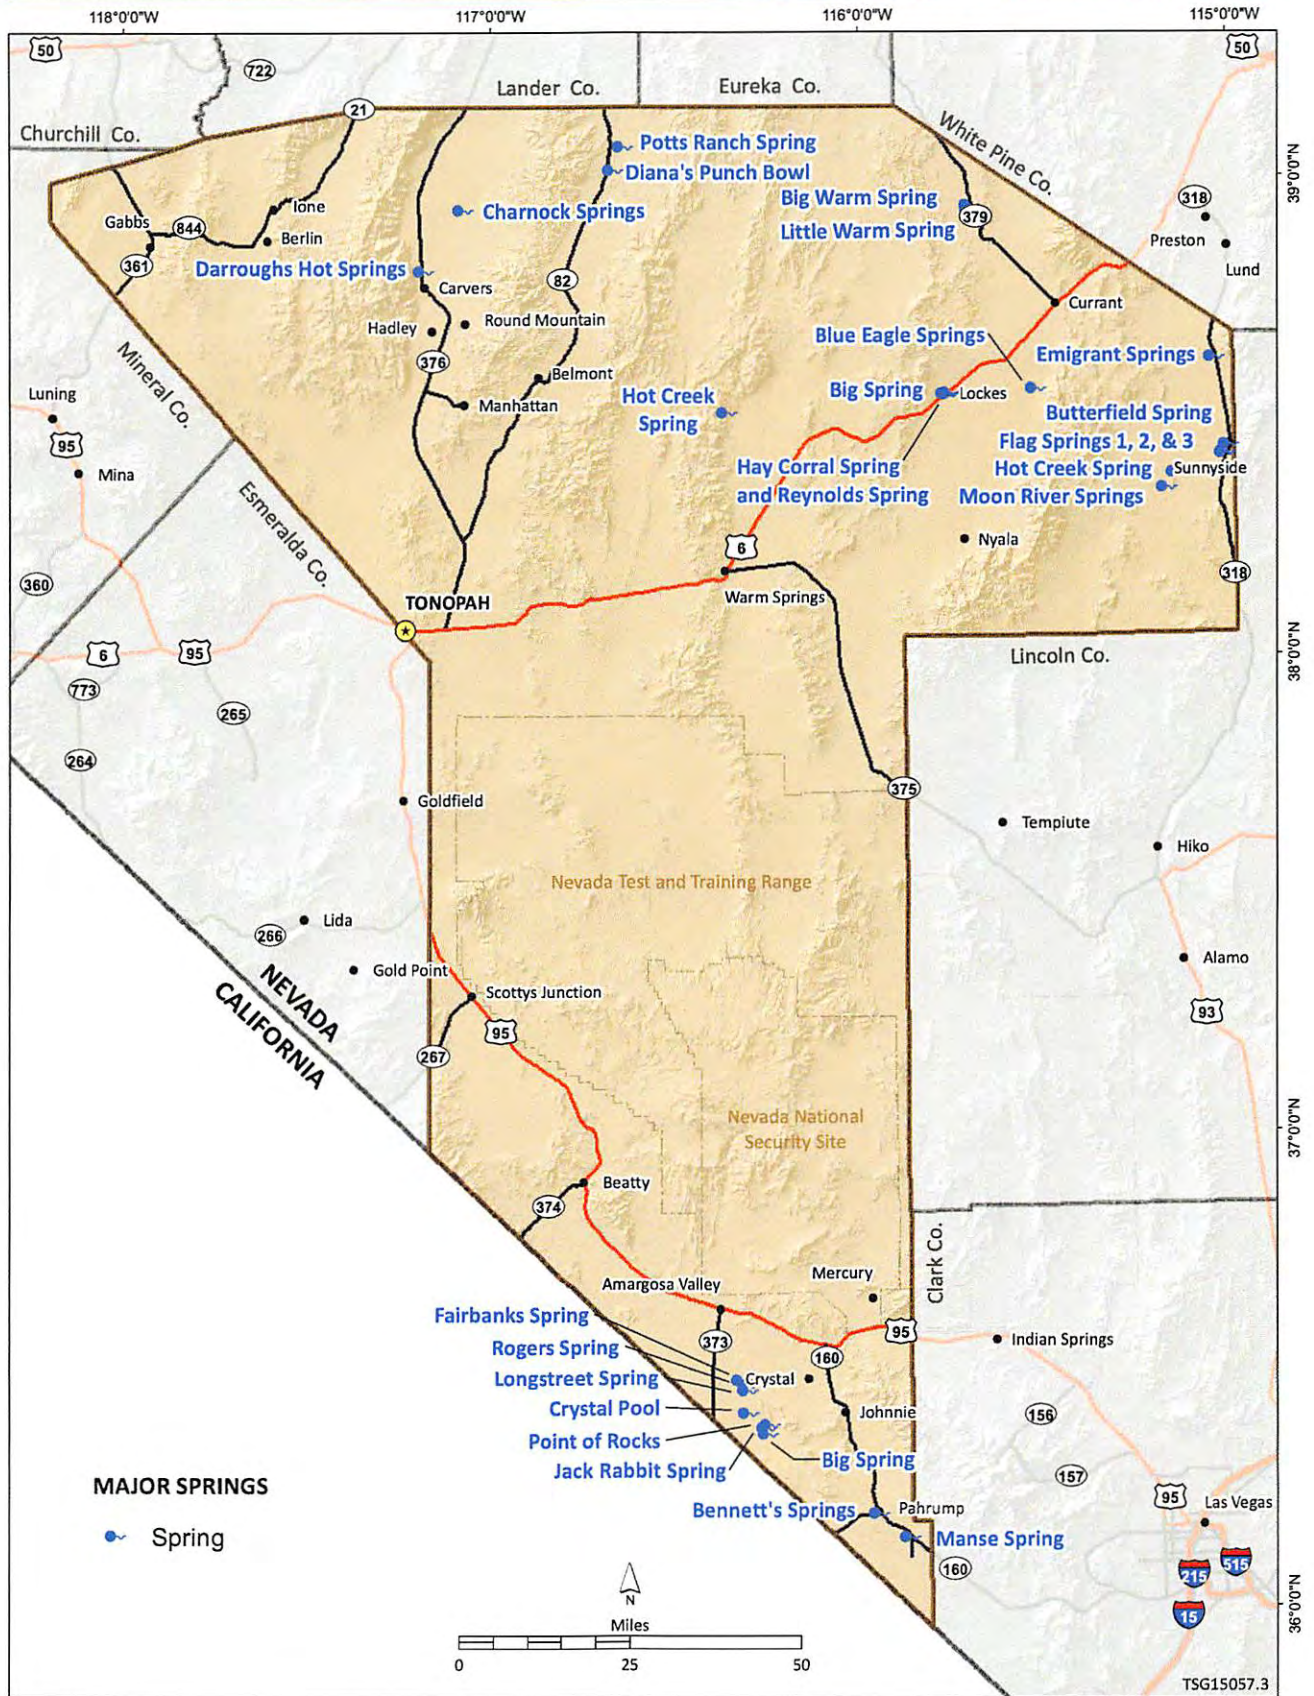 118°0'0"W
117°0'0"W
116°0'0"W
115°0'0"W
50
722
50
Lander Co.
Eureka Co.
21
Churchill Co.
White Pine Co.
Potts Ranch Spring
Diana's Punch Bowl
39°0'0"N
Big Warm Spring
318
Ione
Charnock Springs
379
Gabbs
844
Little Warm Spring
Preston
Berlin
361
Darroughs Hot Springs
Lund
82
Carvers
Currant
Hadley
Round Mountain
Blue Eagle Springs
Mineral Co.
376
Emigrant Springs
Belmont
Luning
Hot Creek
Spring
Big Spring
Lockes
Manhattan
Butterfield Spring
95
Flag Springs 1, 2, & 3
Mina
Hay Corral Spring
and Reynolds Spring
Hot Creek Spring
Sunnyside
Moon River Springs
Esmeralda Co.
Nyala
6
318
360
Warm Springs
TONOPAH
6
95
Lincoln Co.
38°0'0"N
773
265
264
375
Goldfield
Tempiute
Hiko
Nevada Test and Training Range
Lida
266
Alamo
Gold Point
NEVADA
CALIFORNIA
Scottys Junction
93
95
267
Nevada National
Security Site
37°0'0"N
Beatty
374
Clark Co.
Mercury
Amargosa Valley
Fairbanks Spring
95
373
Indian Springs
Rogers Spring
160
Longstreet Spring
Crystal
Crystal Pool
Johnnie
156
Point of Rocks
Big Spring
Jack Rabbit Spring
157
MAJOR SPRINGS
95
Las Vegas
Bennett's Springs
Pahrump
Spring
Manse Spring
160
515
215
15
36°0'0"N
N
Miles
0
25
50
TSG15057.3